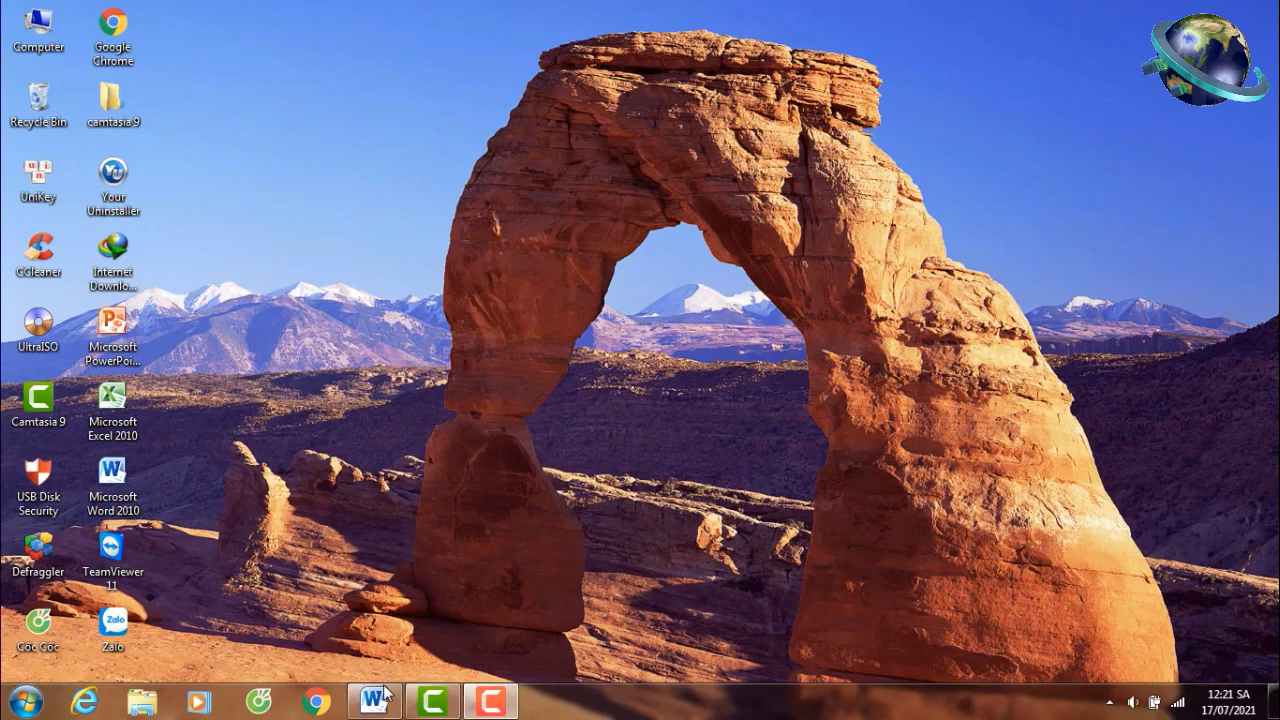 Computer
Google
Chrome
Recycle Bin
camtasia 9
UniKey
Your
Uninstaller
CCleaner
Internet
Downlo...
UltraISO
Microsoft
PowerPoi...
Camtasia 9
Microsoft
Excel 2010
USB Disk
Security
Microsoft
Word 2010
Defraggler
TeamViewer
11
Cốc Cốc
Zalo
Zalo
12:21 SA
17/07/2021